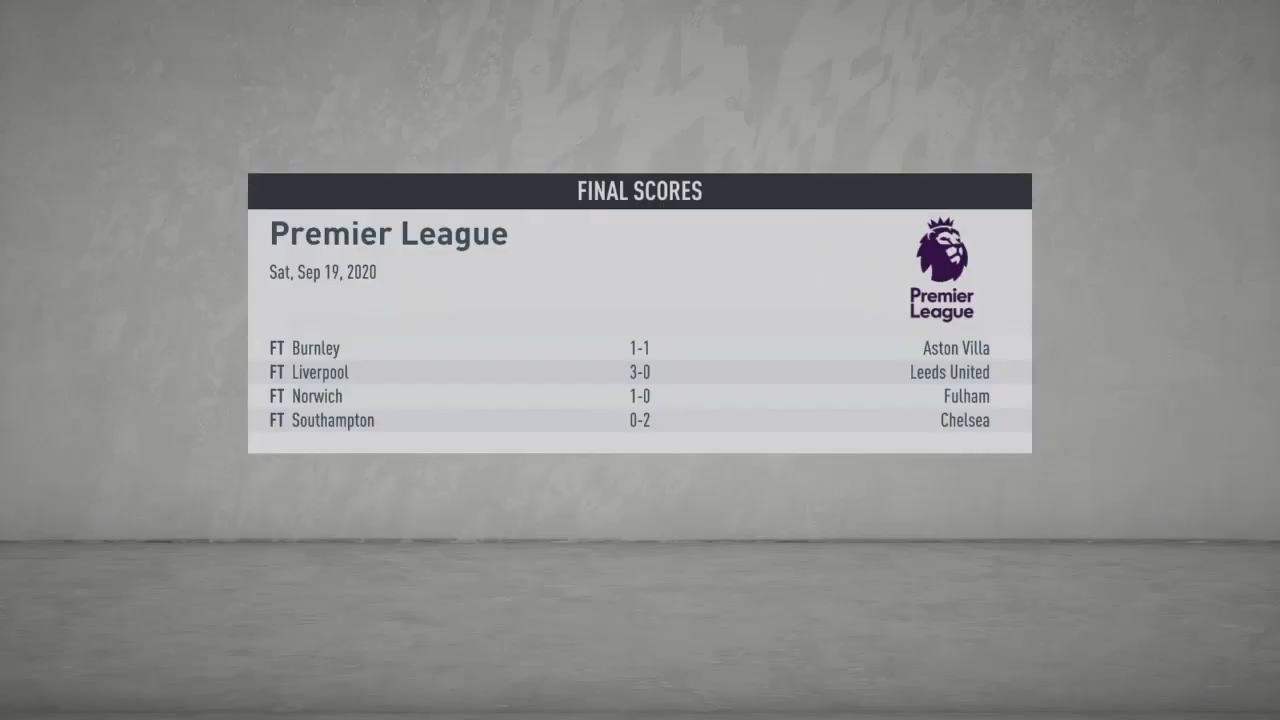 FINAL SCORES
Premier League
Sat, Sep 19, 2020
Premier
League
FT Burnley 1-1 Aston Villa
FT Liverpool 3-0 Leeds United
FT Norwich 1-0 Fulham
FT Southampton 0-2 Chelsea